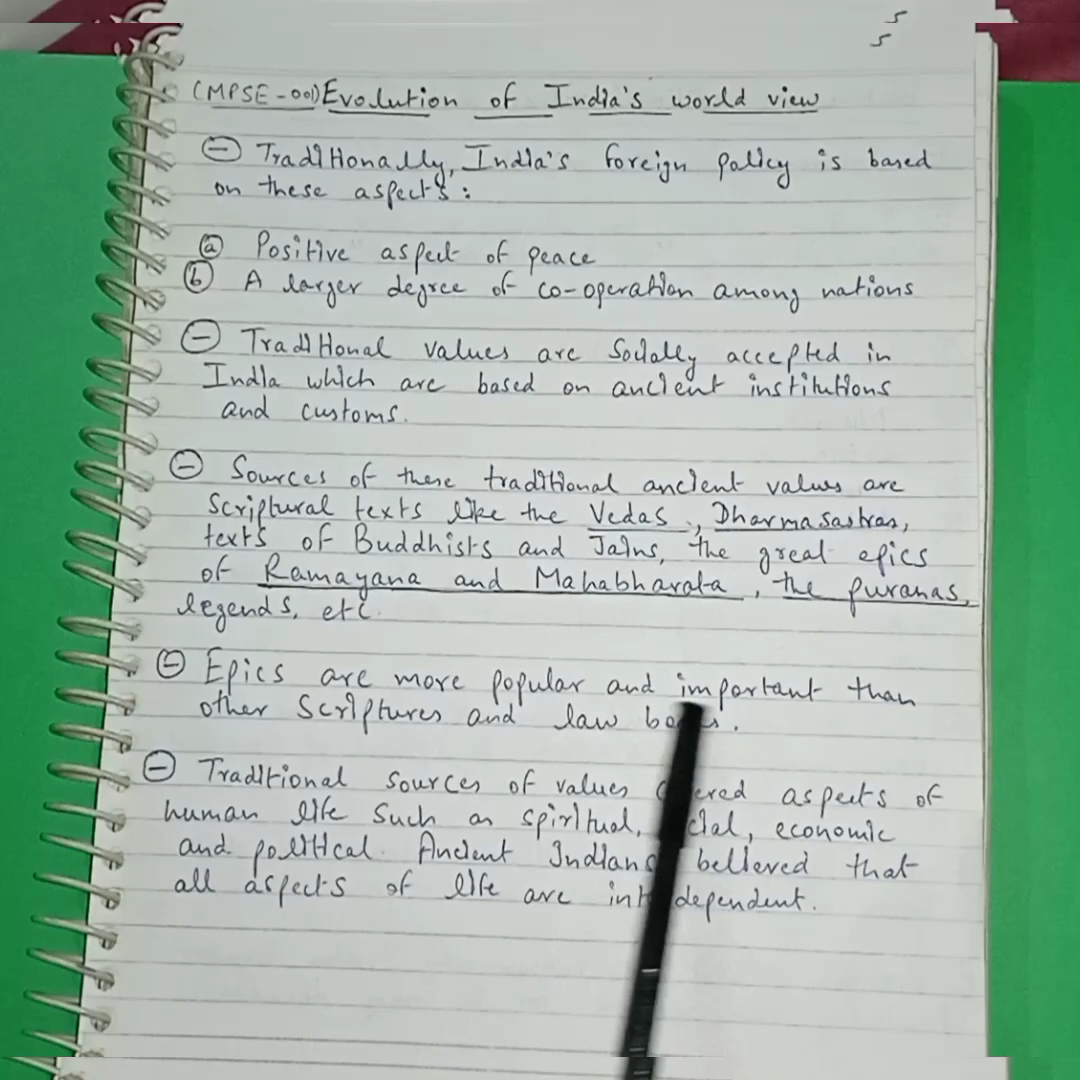 (MPSE-001) Evolution of India's world view
Traditionally, India's foreign policy is based
on these aspects:
(a) Positive aspect of peace
(b) A larger degree of co-operation among nations
Traditional values are socially accepted in
India which are based on ancient institutions
and customs.
Sources of these traditional ancient values are
scriptural texts like the Vedas, Dharmasastras,
texts of Buddhists and Jains, the great epics
of Ramayana and Mahabharata, the puranas,
legends, etc.
Epics are more popular and important than
other Scriptures and law
Traditional sources of values aspects of
human life such as spiritual, economic
and political. Ancient Indians believed that
all aspects of life are dependent.